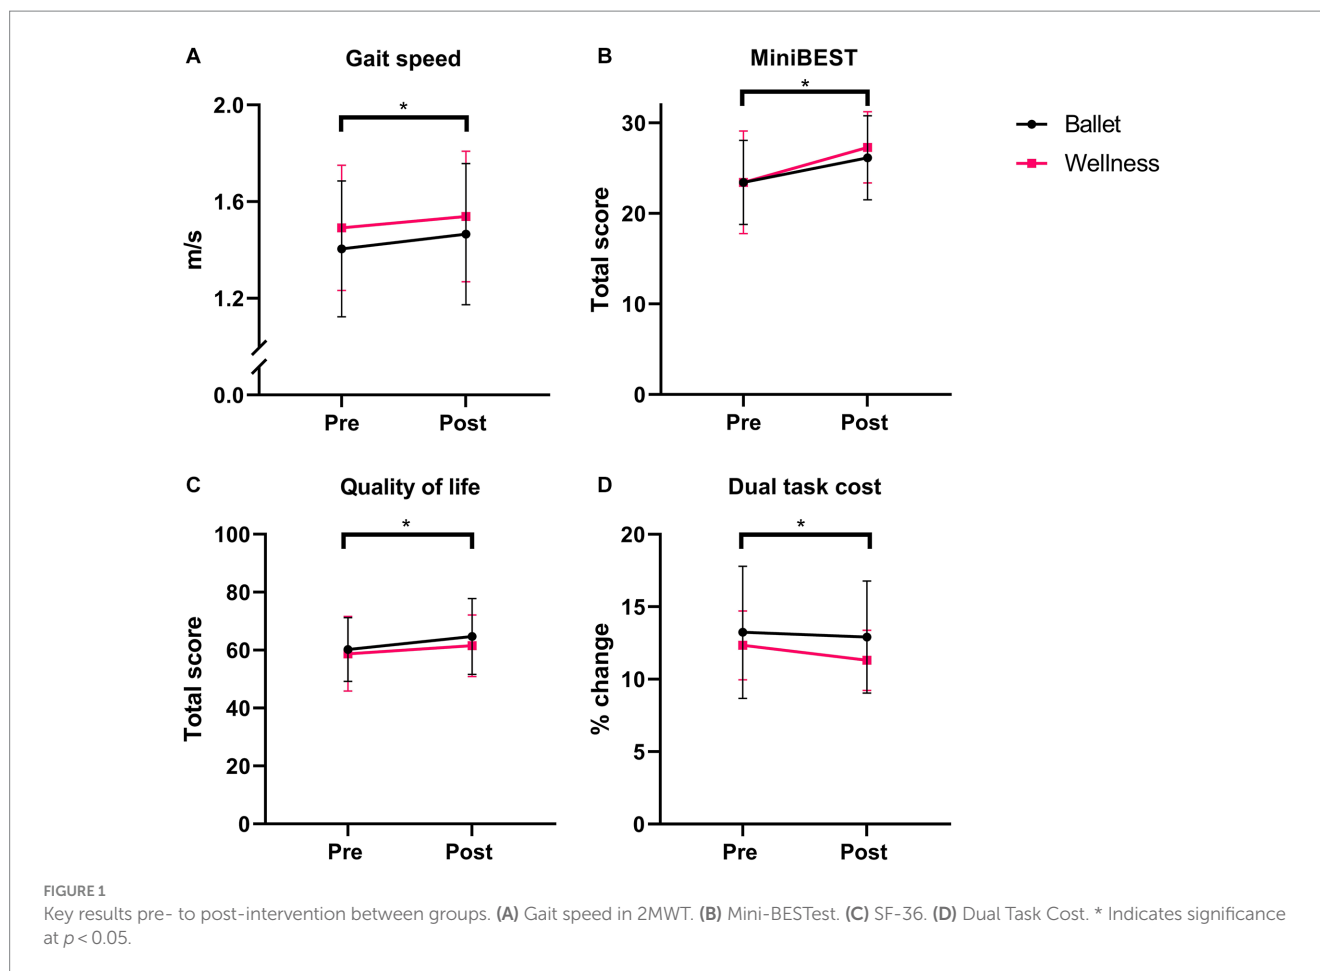 A
Gait speed
*
2.0
1.6
1.2
0.0
m/s
Pre
Post
B
MiniBEST
*
30
20
10
0
Total score
Pre
Post
Ballet
Wellness
C
Quality of life
*
100
80
60
40
20
0
Total score
Pre
Post
D
Dual task cost
*
20
15
10
5
0
% change
Pre
Post
FIGURE 1
Key results pre- to post-intervention between groups. (A) Gait speed in 2MWT. (B) Mini-BESTest. (C) SF-36. (D) Dual Task Cost. * Indicates significance
at p < 0.05.